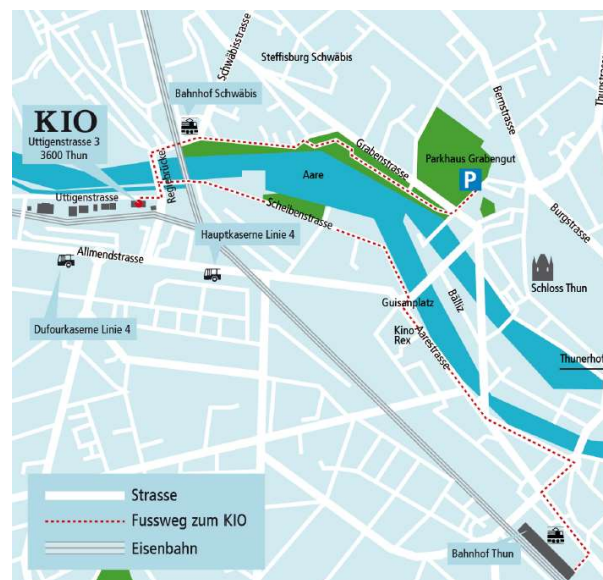 Schwäbisstrasse
Steffisburg Schwäbis
Bahnhof Schwäbis
Bernstrasse
KIO
Uttigenstrasse 3
3600 Thun
Grabenstrasse
Parkhaus Grabengut
P
Aare
Regiebrücke
Uttigenstrasse
Scheibenstrasse
Burgstrasse
Hauptkaserne Linie 4
Allmendstrasse
Schloss Thun
Bälliz
Guisanplatz
Dufourkaserne Linie 4
Kino
Rex
Aarestrasse
Thunerhof
Strasse
Fussweg zum KIO
Eisenbahn
Bahnhof Thun